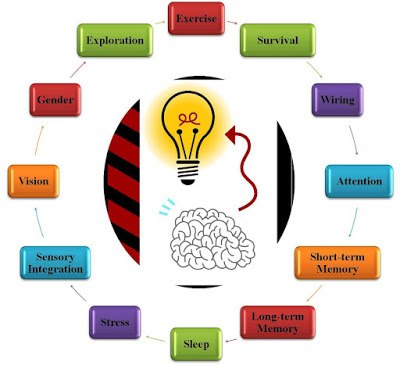 Exercise
Survival
Wiring
Attention
Short-term
Memory
Long-term
Memory
Sleep
Stress
Sensory
Integration
Vision
Gender
Exploration